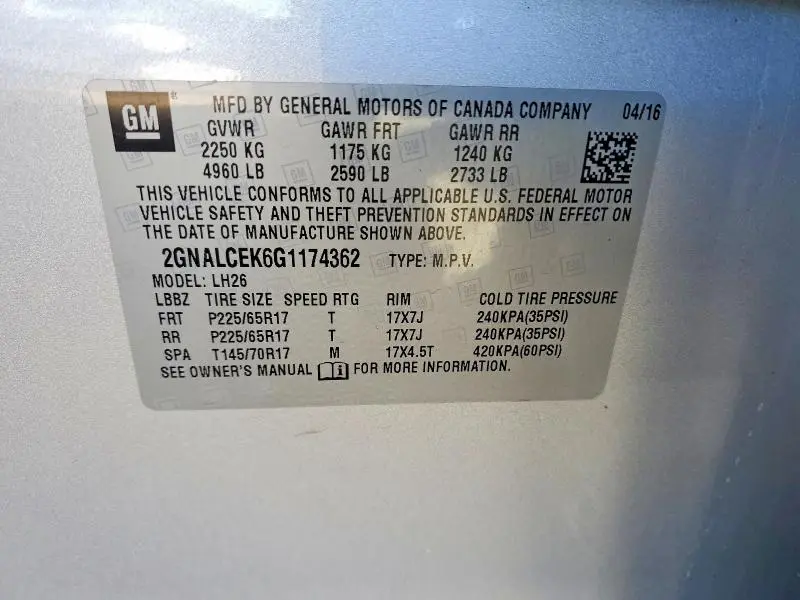 GM ® MFD BY GENERAL MOTORS OF CANADA COMPANY 04/16
GVWR GAWR FRT GAWR RR
2250 KG 1175 KG 1240 KG
4960 LB 2590 LB 2733 LB
THIS VEHICLE CONFORMS TO ALL APPLICABLE U.S. FEDERAL MOTOR
VEHICLE SAFETY AND THEFT PREVENTION STANDARDS IN EFFECT ON
THE DATE OF MANUFACTURE SHOWN ABOVE.
2GNALCEK6G1174362 TYPE: M.P.V.
MODEL: LH26
LBBZ TIRE SIZE SPEED RTG RIM COLD TIRE PRESSURE
FRT P225/65R17 T 17X7J 240KPA(35PSI)
RR P225/65R17 T 17X7J 240KPA(35PSI)
SPA T145/70R17 M 17X4.5T 420KPA(60PSI)
SEE OWNER'S MANUAL i FOR MORE INFORMATION.